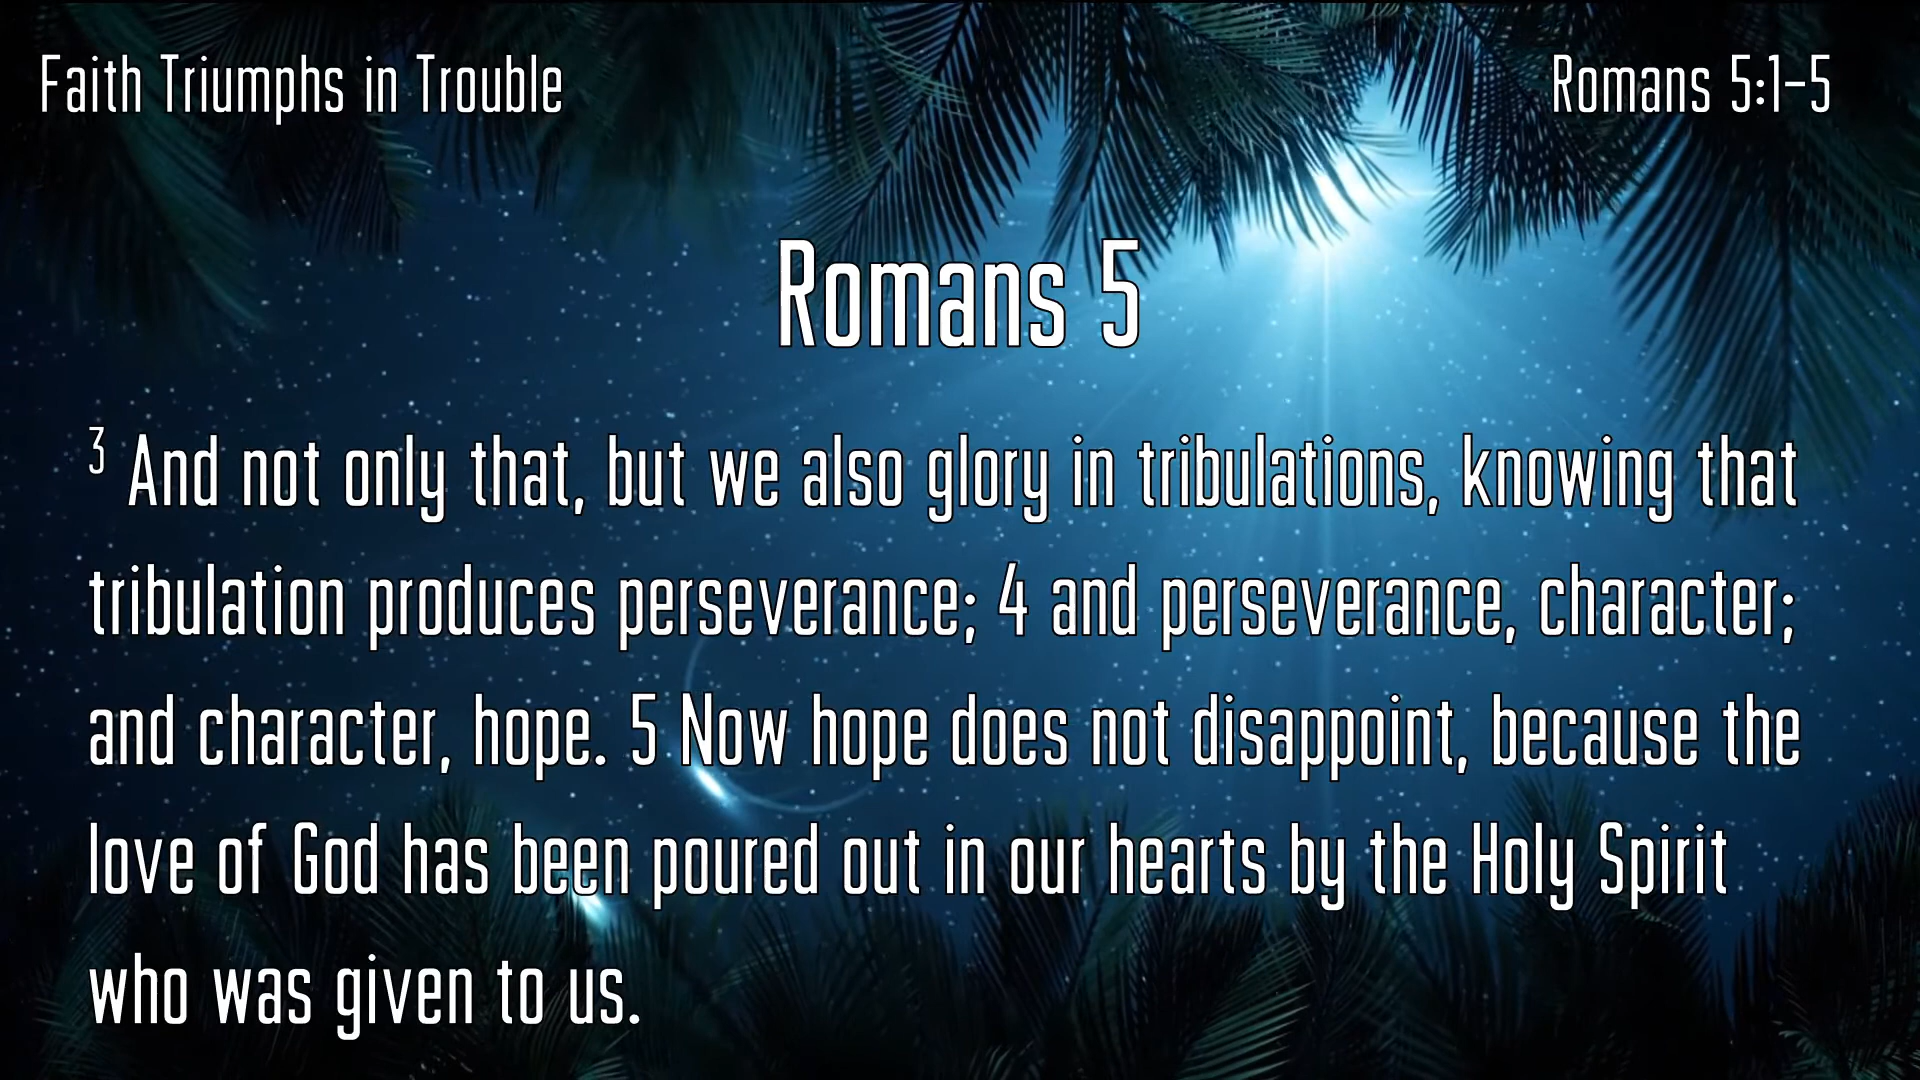 Faith Triumphs in Trouble
Romans 5:1-5
Romans 5
3 And not only that, but we also glory in tribulations, knowing that
tribulation produces perseverance; 4 and perseverance, character;
and character, hope. 5 Now hope does not disappoint, because the
love of God has been poured out in our hearts by the Holy Spirit
who was given to us.